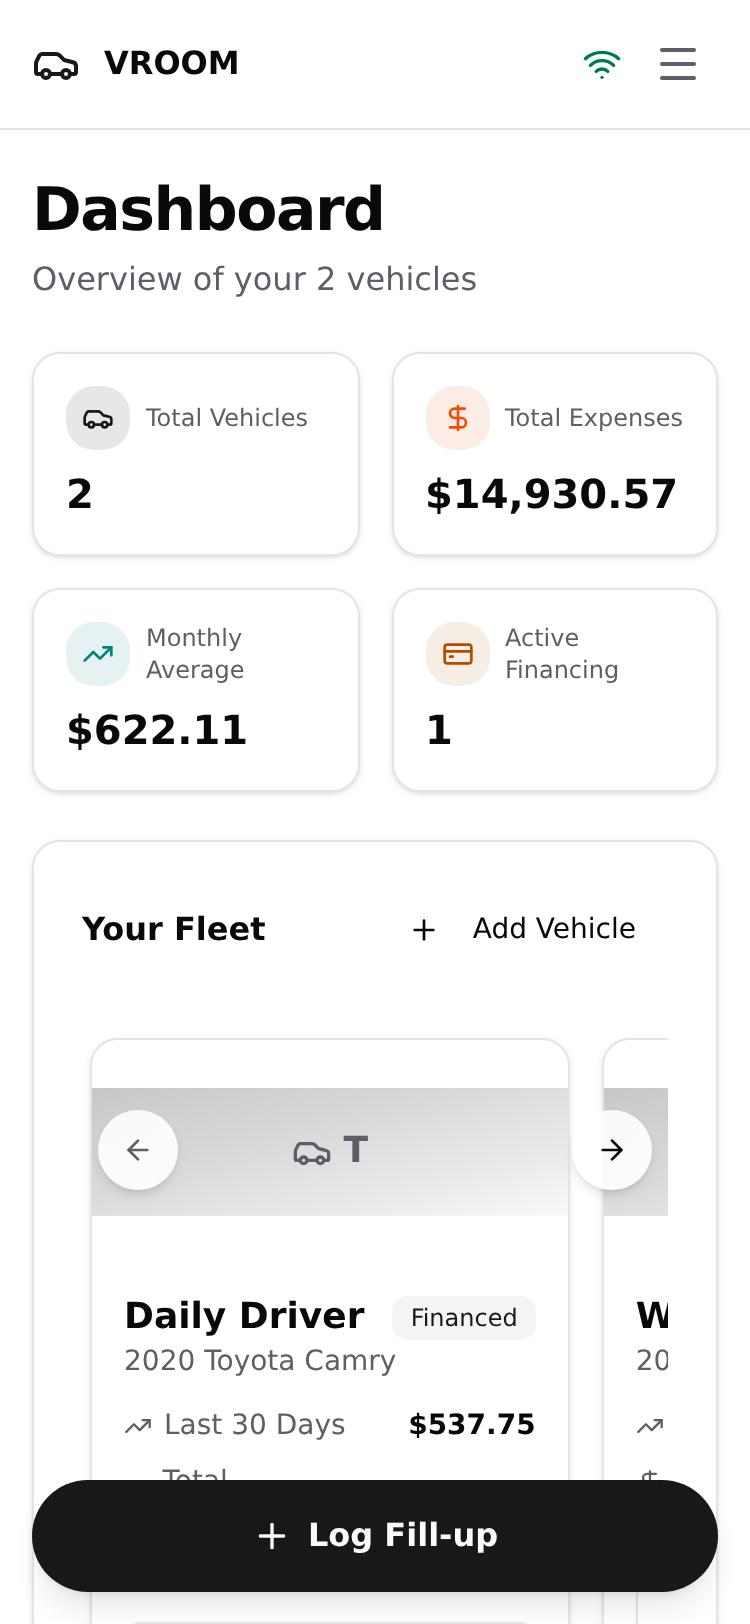 VROOM
Dashboard
Overview of your 2 vehicles
Total Vehicles
2
Total Expenses
$14,930.57
Monthly
Average
$622.11
Active
Financing
1
Your Fleet
+ Add Vehicle
T
Daily Driver
Financed
2020 Toyota Camry
Last 30 Days
$537.75
Total
W
20
$
+ Log Fill-up